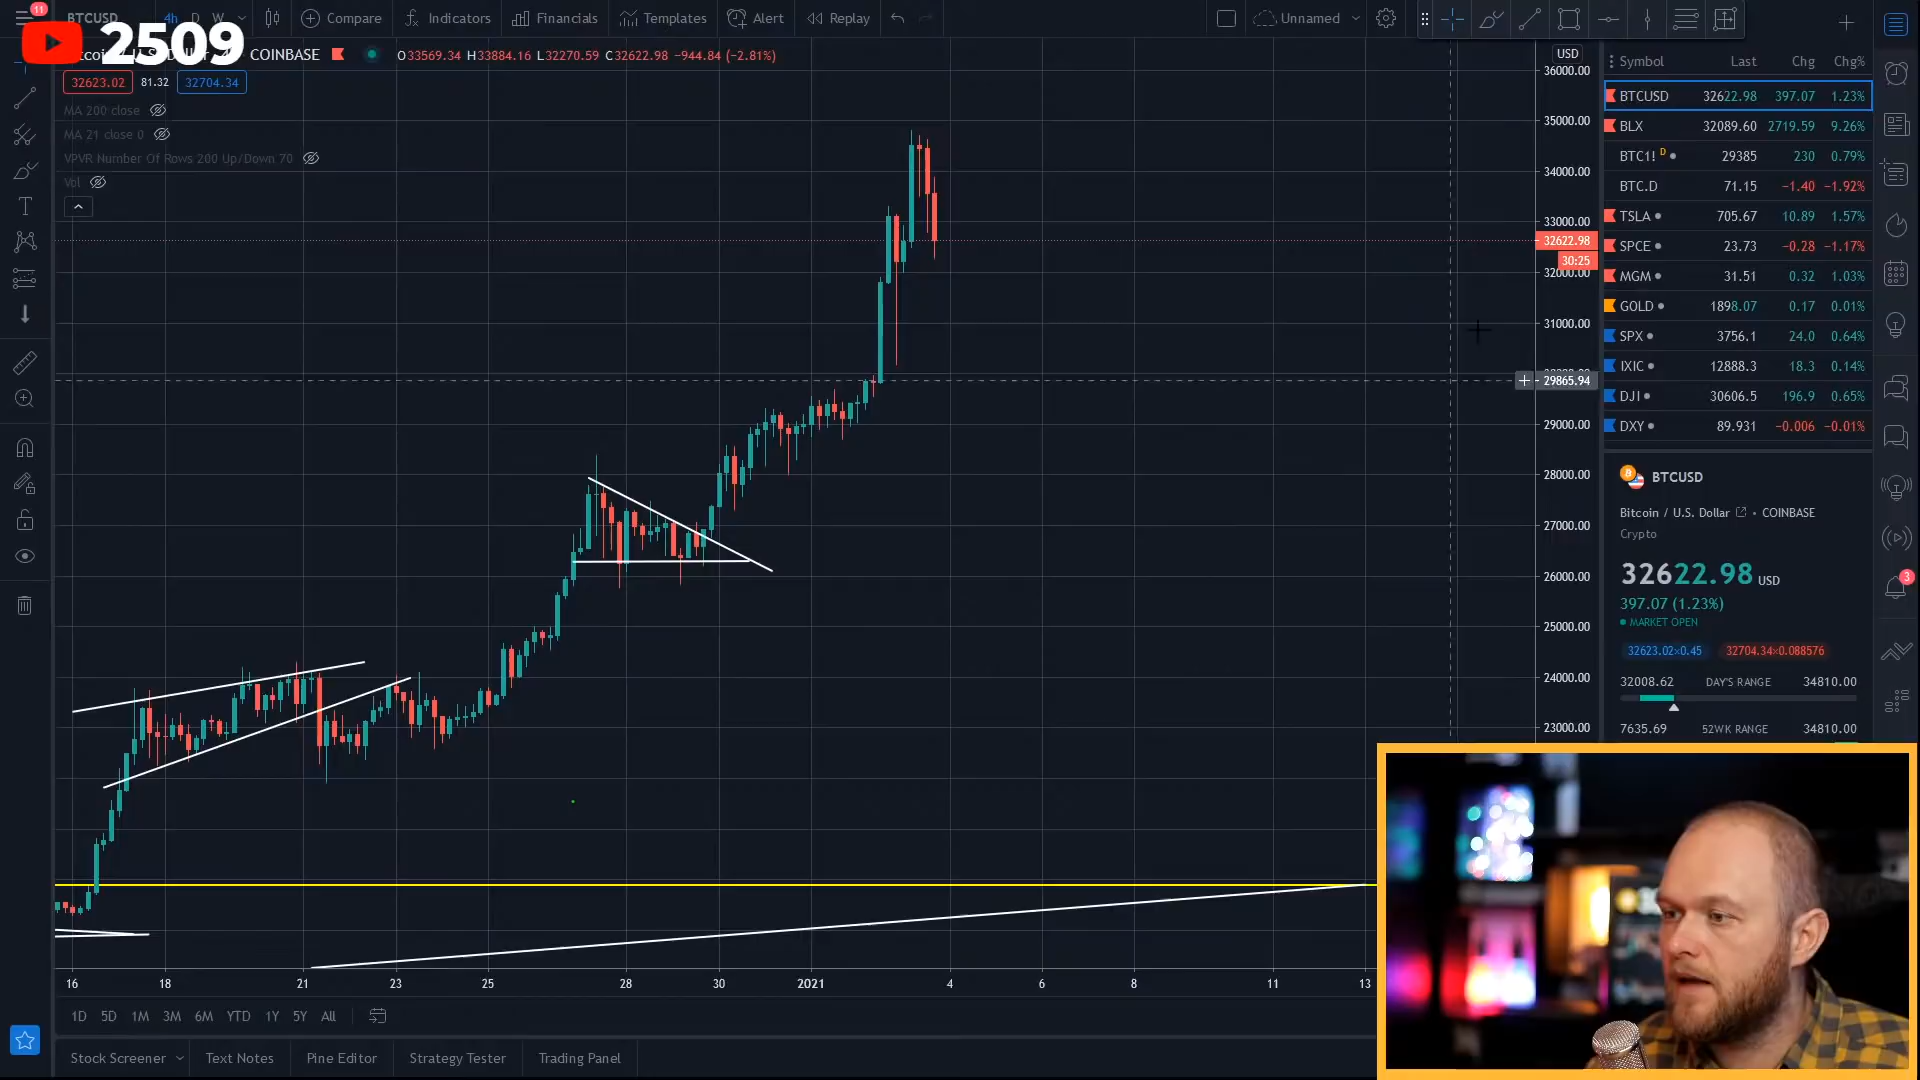 11
BTCUSD 4h D W Compare Indicators Financials Templates Alert Replay Unnamed
2509
COINBASE O33569.34 H33884.16 L32270.59 C32622.98 −944.84 (−2.81%)
32623.02 81.32 32704.34
MA 200 close
MA 21 close 0
VPVR Number Of Rows 200 Up/Down 70
Vol
USD
36000.00
35000.00
34000.00
33000.00
32622.98
30:25
32000.00
31000.00
29865.94
29000.00
28000.00
27000.00
26000.00
25000.00
24000.00
23000.00
16 18 21 23 25 28 30 2021 4 6 8 11 13
1D 5D 1M 3M 6M YTD 1Y 5Y All
Stock Screener Text Notes Pine Editor Strategy Tester Trading Panel
Symbol Last Chg Chg%
BTCUSD 32622.98 397.07 1.23%
BLX 32089.60 2719.59 9.26%
BTC1! D 29385 230 0.79%
BTC.D 71.15 −1.40 −1.92%
TSLA 705.67 10.89 1.57%
SPCE 23.73 −0.28 −1.17%
MGM 31.51 0.32 1.03%
GOLD 1898.07 0.17 0.01%
SPX 3756.1 24.0 0.64%
IXIC 12888.3 18.3 0.14%
DJI 30606.5 196.9 0.65%
DXY 89.931 −0.006 −0.01%
BTCUSD
Bitcoin / U.S. Dollar • COINBASE
Crypto
32622.98 USD
397.07 (1.23%)
MARKET OPEN
32623.02×0.45 32704.34×0.088576
32008.62 DAY'S RANGE 34810.00
7635.69 52WK RANGE 34810.00
3